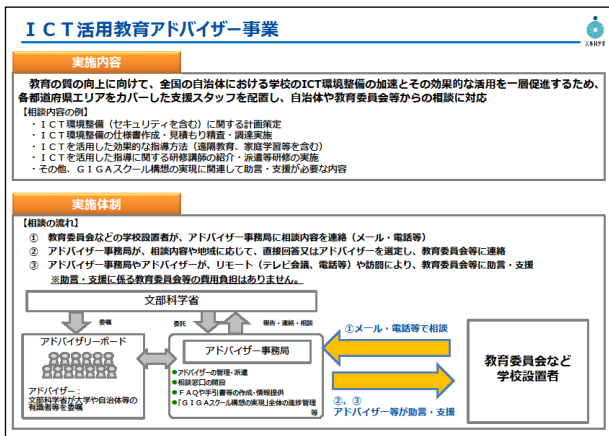 ＩＣＴ活用教育アドバイザー事業
文部科学省
実施内容
教育の質の向上に向けて、全国の自治体における学校のICT環境整備の加速とその効果的な活用を一層促進するため、
各都道府県エリアをカバーした支援スタッフを配置し、自治体や教育委員会等からの相談に対応
【相談内容の例】
・ＩＣＴ環境整備（セキュリティを含む）に関する計画策定
・ＩＣＴ環境整備の仕様書作成・見積もり精査・調達実施
・ＩＣＴを活用した効果的な指導方法（遠隔教育、家庭学習等を含む）
・ＩＣＴを活用した指導に関する研修講師の紹介・派遣等研修の実施
・その他、ＧＩＧＡスクール構想の実現に関連して助言・支援が必要な内容
実施体制
【相談の流れ】
① 教育委員会などの学校設置者が、アドバイザー事務局に相談内容を連絡（メール・電話等）
② アドバイザー事務局が、相談内容や地域に応じて、直接回答又はアドバイザーを選定し、教育委員会等に連絡
③ アドバイザー事務局やアドバイザーが、リモート（テレビ会議、電話等）や訪問により、教育委員会等に助言・支援
※助言・支援に係る教育委員会等の費用負担はありません。
文部科学省
委嘱
委託
報告・連絡・相談
アドバイザリーボード
アドバイザー：
文部科学省が大学や自治体等の
有識者等を委嘱
アドバイザー事務局
●アドバイザーの管理・派遣
●相談窓口の開設
●ＦＡＱや手引書等の作成・情報提供
●「ＧＩＧＡスクール構想の実現」全体の進捗管理
等
①メール・電話等で相談
②、③
アドバイザー等が助言・支援
教育委員会など
学校設置者